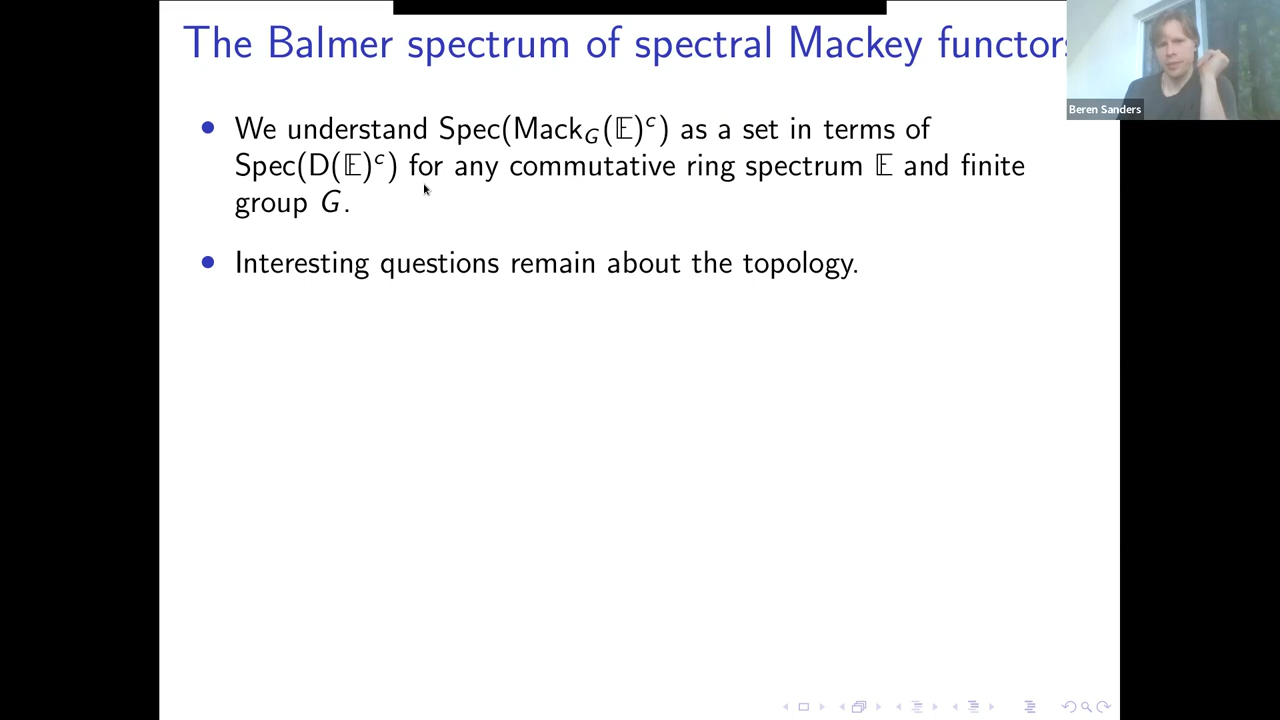 The Balmer spectrum of spectral Mackey functors
Beren Sanders
• We understand Spec(Mack_G(𝔼)^c) as a set in terms of
Spec(D(𝔼)^c) for any commutative ring spectrum 𝔼 and finite
group G.
• Interesting questions remain about the topology.